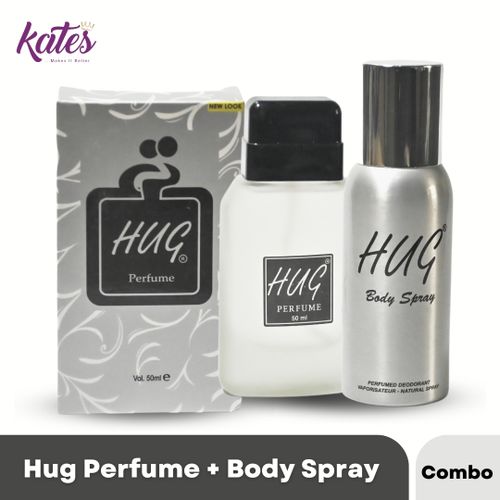 Kates
Makes it Better
NEW LOOK
HUG®
Perfume
Vol. 50ml e
HUG®
PERFUME
50 ml
HUG®
Body Spray
PERFUMED DEODORANT
VAPORISATEUR - NATURAL SPRAY
Hug Perfume + Body Spray
Combo